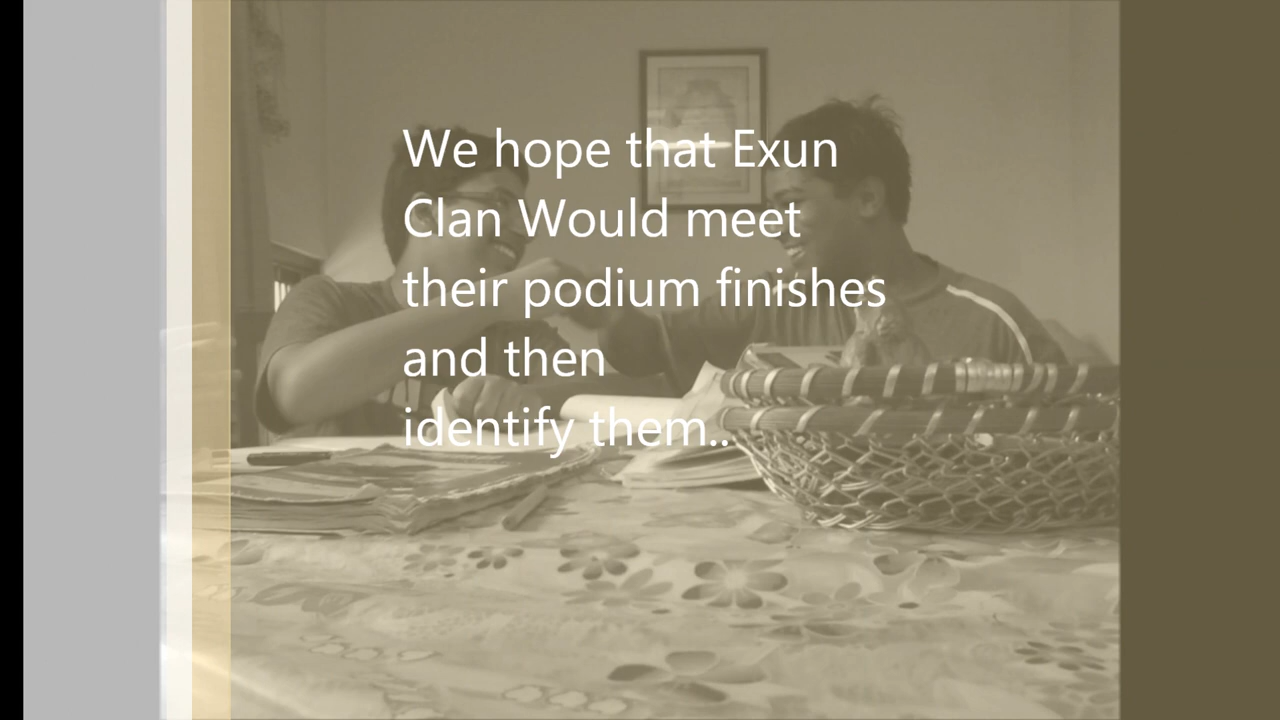 We hope that Exun
Clan Would meet
their podium finishes
and then
identify them..